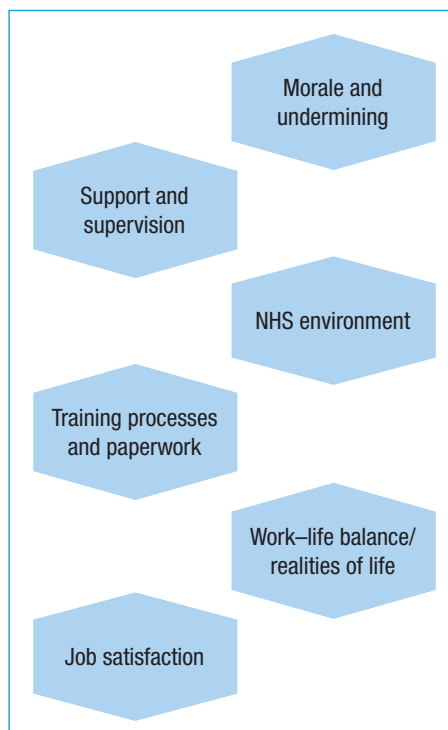 Morale and
undermining
Support and
supervision
NHS environment
Training processes
and paperwork
Work–life balance/
realities of life
Job satisfaction